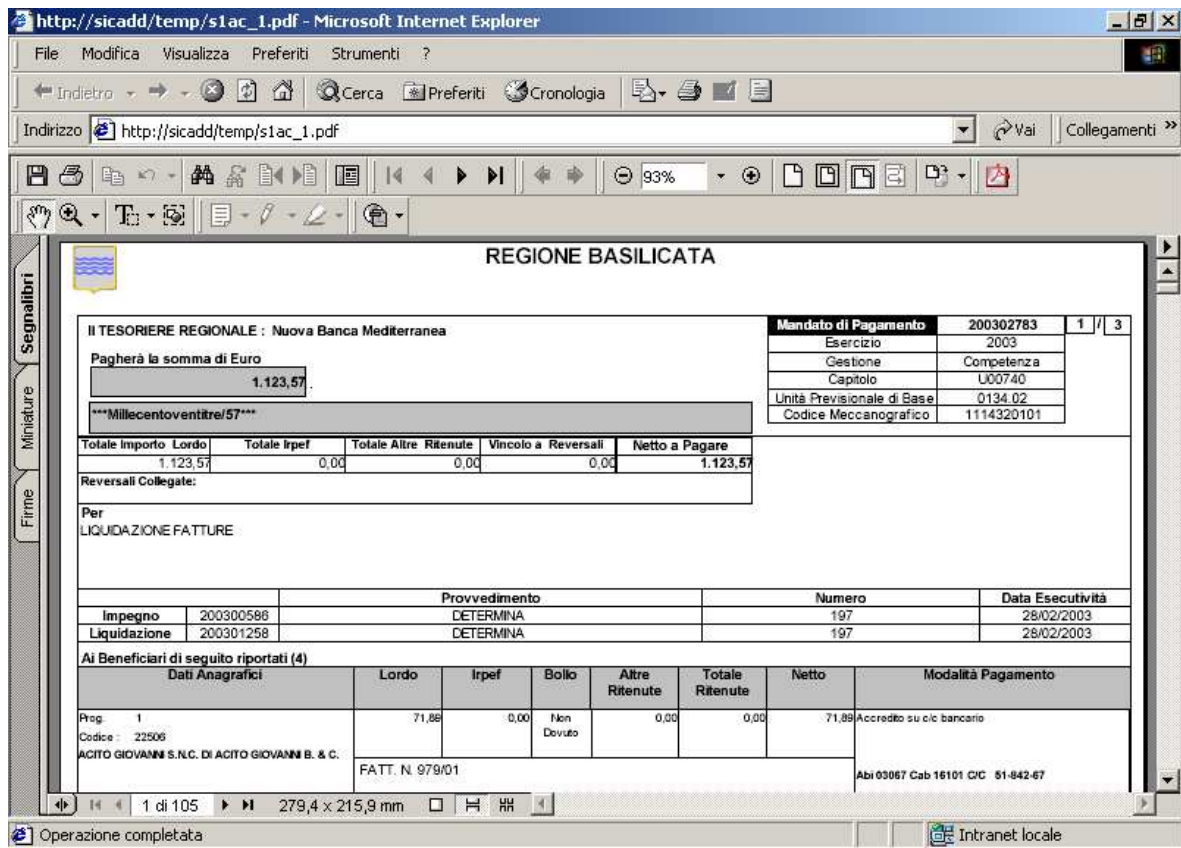 http://sicadd/temp/s1ac_1.pdf - Microsoft Internet Explorer
File Modifica Visualizza Preferiti Strumenti ?
Indietro Cerca Preferiti Cronologia
Indirizzo http://sicadd/temp/s1ac_1.pdf Vai Collegamenti »
93%
Segnalibri
Miniature
Firme
REGIONE BASILICATA
Il TESORIERE REGIONALE : Nuova Banca Mediterranea
Pagherà la somma di Euro
1.123,57 .
***Millecentoventitre/57***
Mandato di Pagamento 200302783 1 / 3
Esercizio 2003
Gestione Competenza
Capitolo U00740
Unità Previsionale di Base 0134.02
Codice Meccanografico 1114320101
Totale Importo Lordo Totale Irpef Totale Altre Ritenute Vincolo a Reversali Netto a Pagare
1.123,57 0,00 0,00 0,00 1.123,57
Reversali Collegate:
Per
LIQUIDAZIONE FATTURE
Provvedimento Numero Data Esecutività
Impegno 200300586 DETERMINA 197 28/02/2003
Liquidazione 200301258 DETERMINA 197 28/02/2003
Ai Beneficiari di seguito riportati (4)
Dati Anagrafici Lordo Irpef Bollo Altre Ritenute Totale Ritenute Netto Modalità Pagamento
Prog. 1 71,89 0,00 Non Dovuto 0,00 0,00 71,89 Accredito su c/c bancario
Codice : 22506
ACITO GIOVANNI S.N.C. DI ACITO GIOVANNI B. & C.
FATT. N. 979/01
Abi 03067 Cab 16101 C/C 51-842-67
1 di 105 279,4 x 215,9 mm
Operazione completata Intranet locale